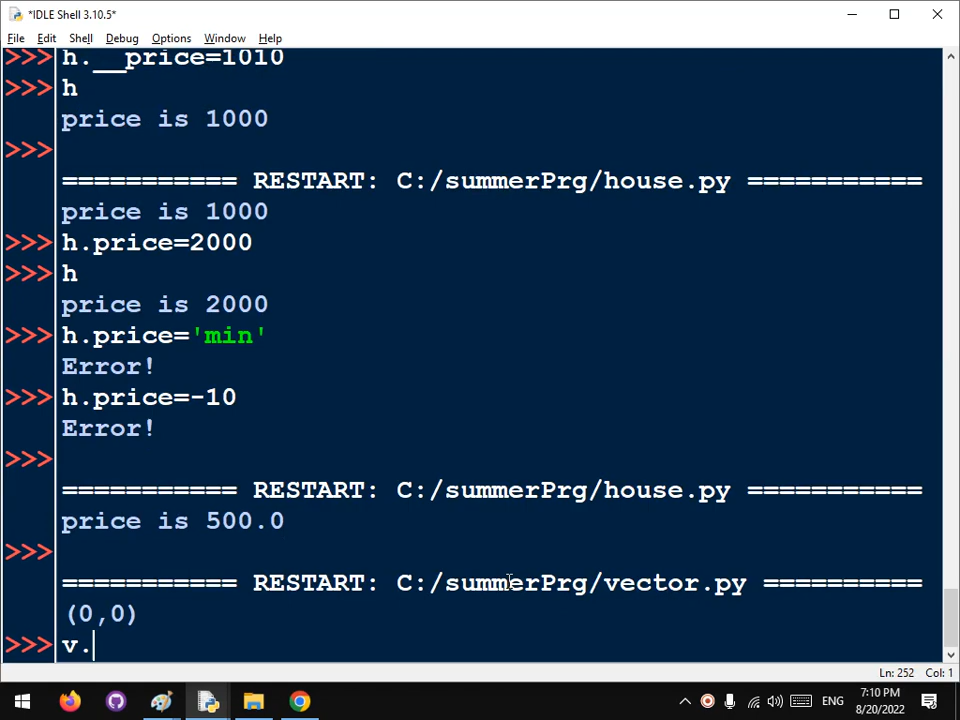 *IDLE Shell 3.10.5*
File Edit Shell Debug Options Window Help
>>> h.__price=1010
>>> h
price is 1000
>>>
=========== RESTART: C:/summerPrg/house.py ===========
price is 1000
>>> h.price=2000
>>> h
price is 2000
>>> h.price='min'
Error!
>>> h.price=-10
Error!
>>>
=========== RESTART: C:/summerPrg/house.py ===========
price is 500.0
>>>
=========== RESTART: C:/summerPrg/vector.py ==========
(0,0)
>>> v.
Ln: 252 Col: 1
ENG
7:10 PM
8/20/2022